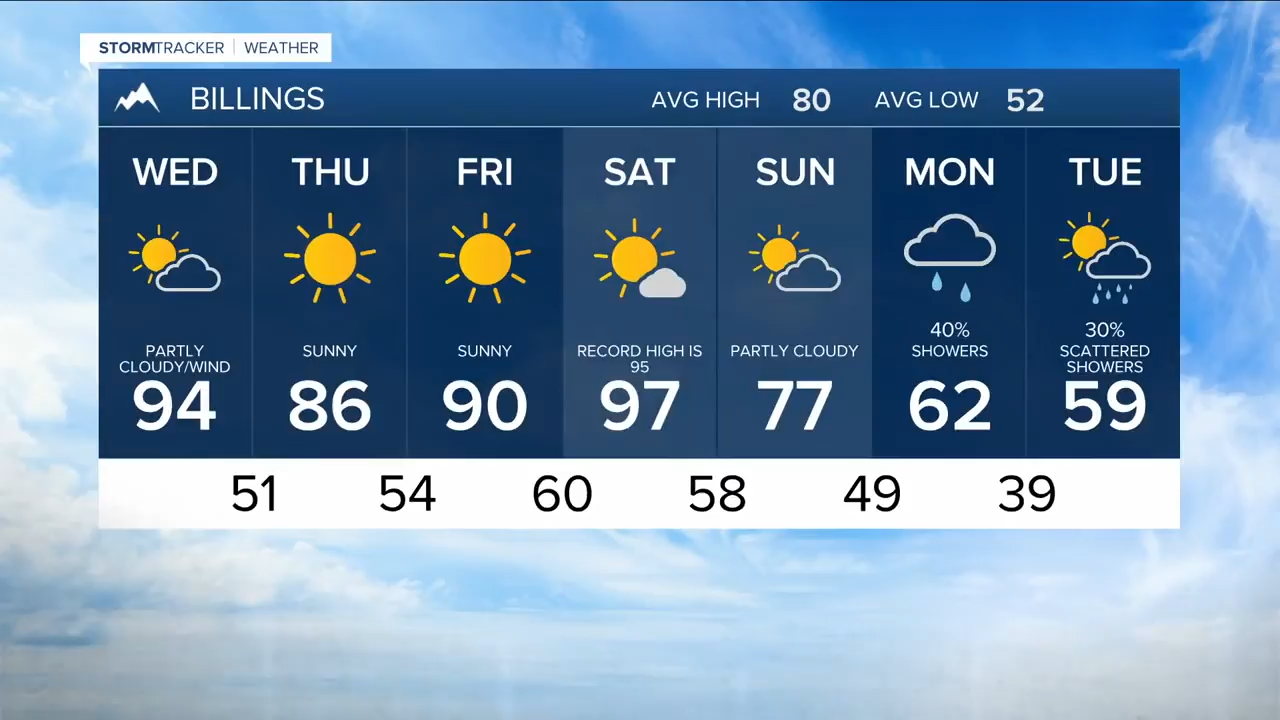 STORMTRACKER | WEATHER
BILLINGS AVG HIGH 80 AVG LOW 52
WED THU FRI SAT SUN MON TUE
40% 30%
PARTLY SUNNY SUNNY RECORD HIGH IS PARTLY CLOUDY SHOWERS SCATTERED
CLOUDY/WIND 95 SHOWERS
94 86 90 97 77 62 59
51 54 60 58 49 39